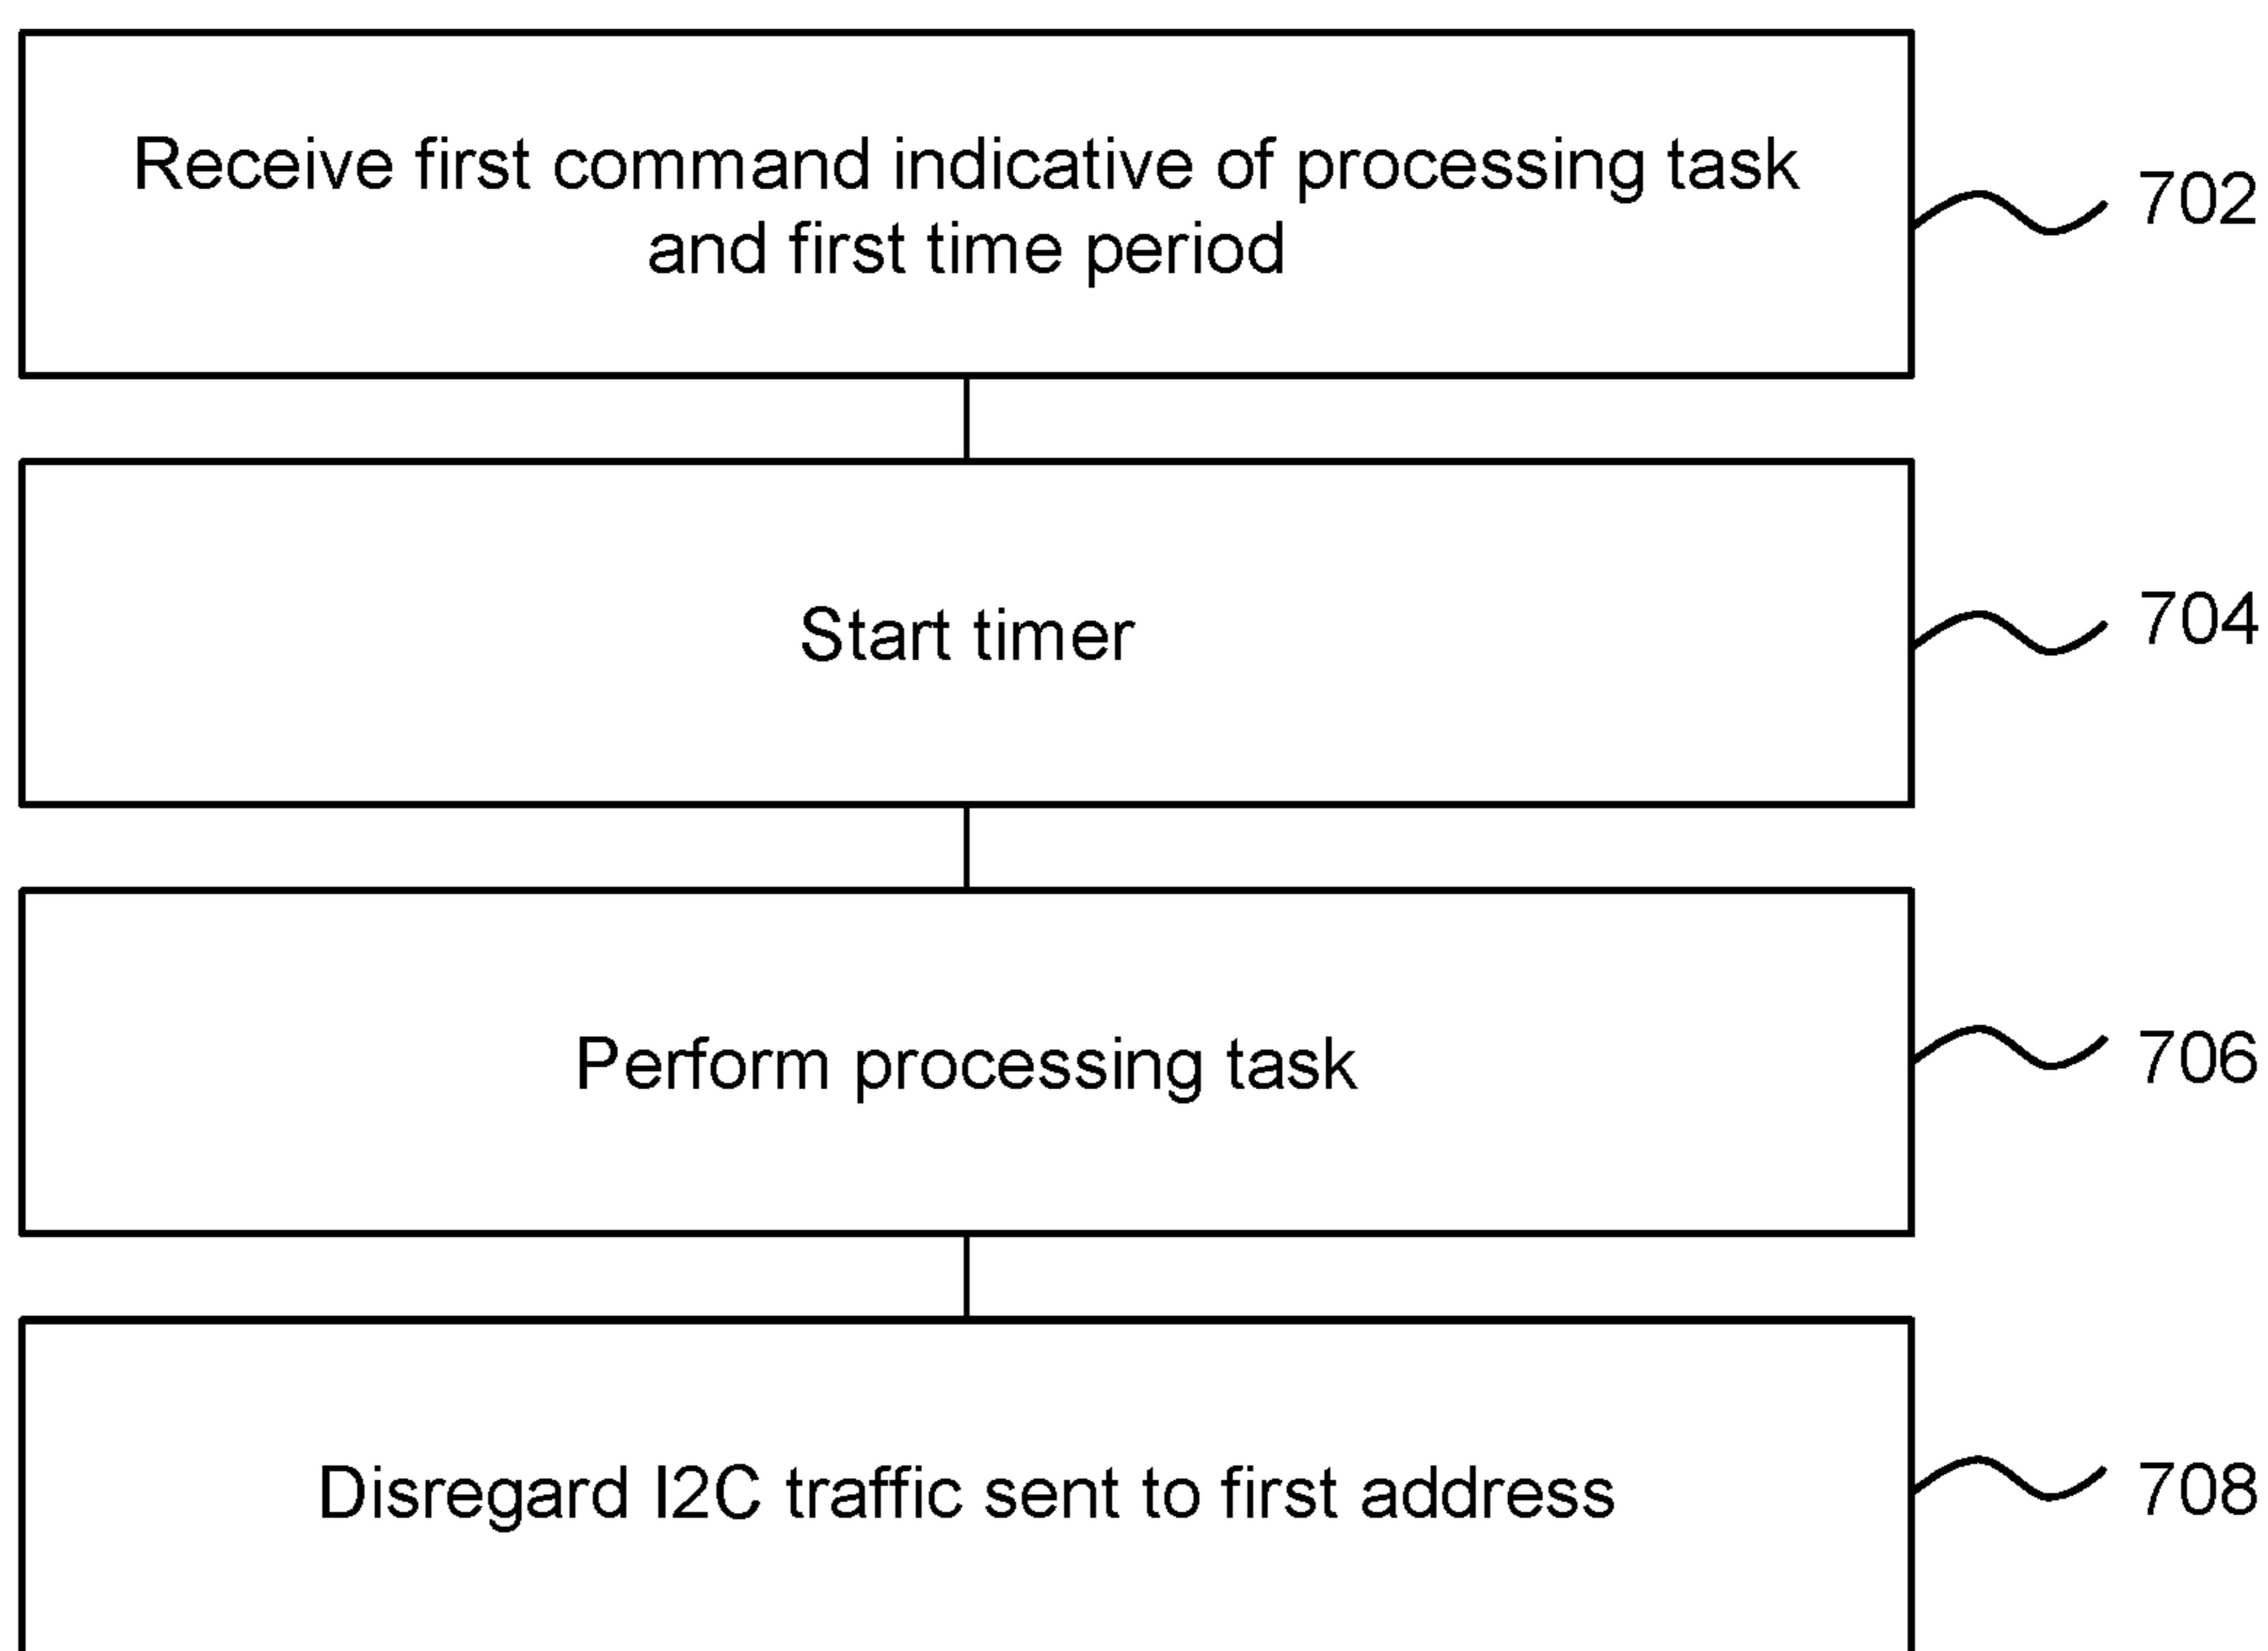 Receive first command indicative of processing task
and first time period
702
Start timer
704
Perform processing task
706
Disregard I2C traffic sent to first address
708